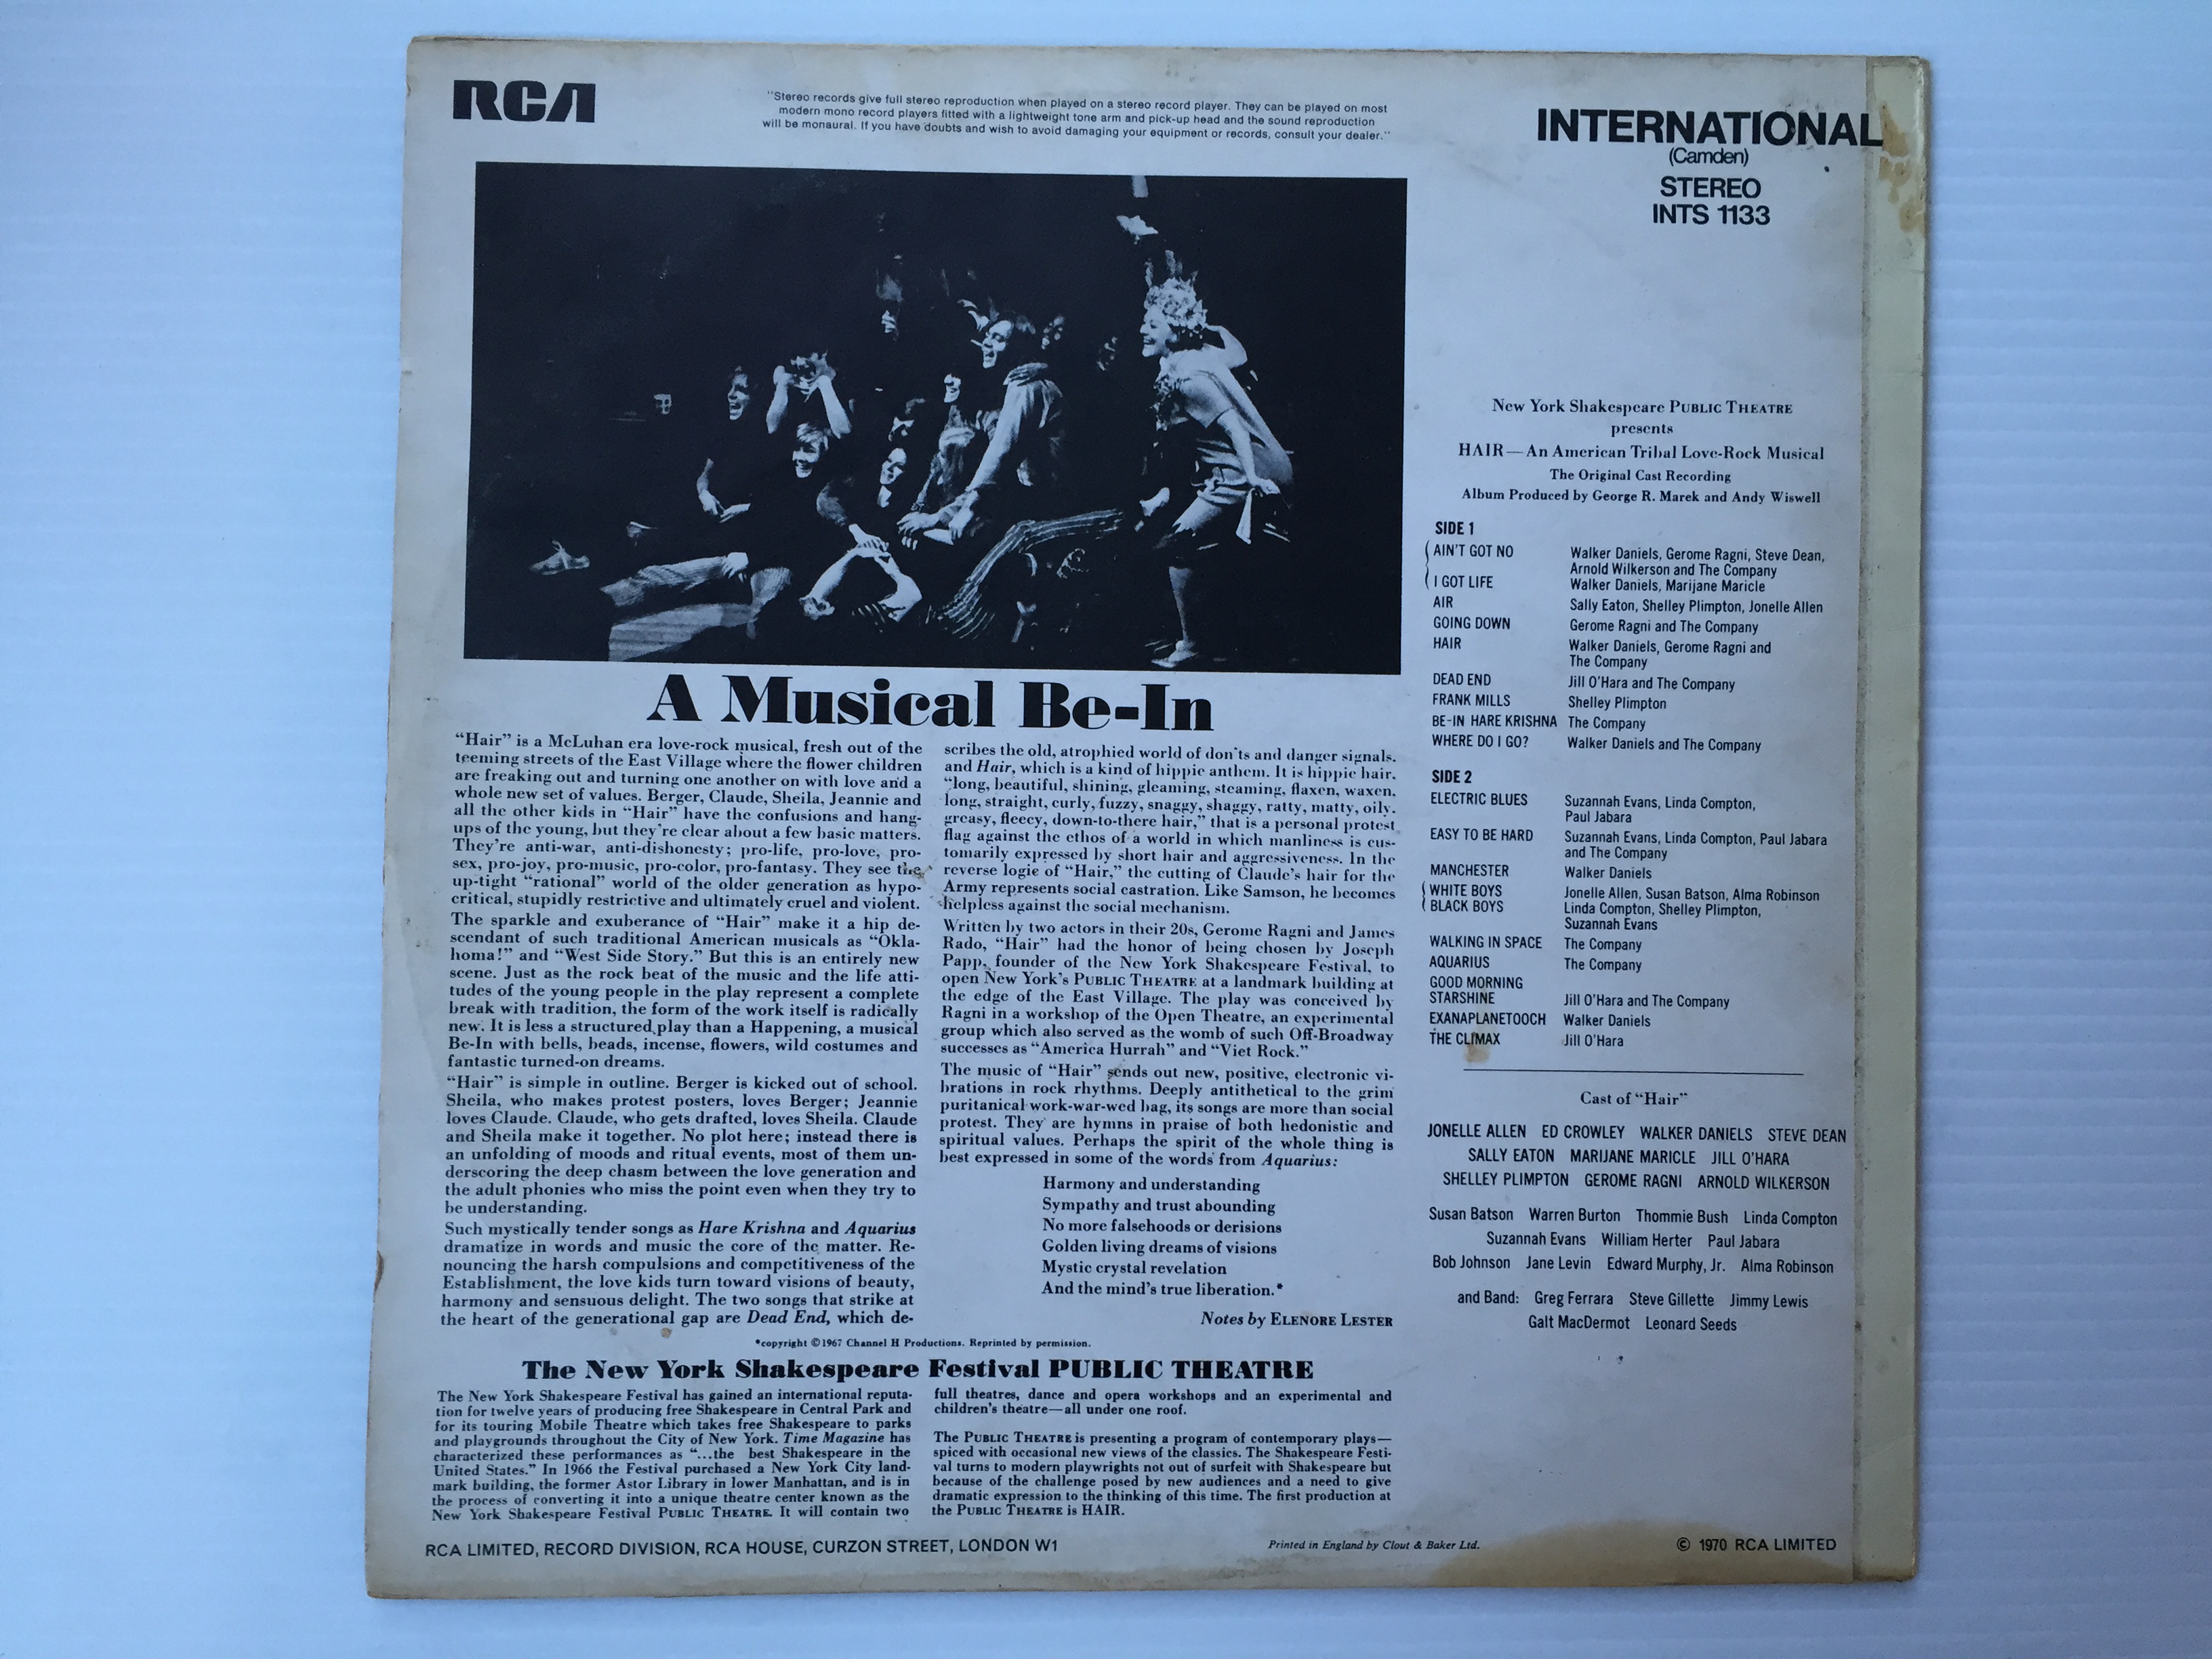 RCA
"Stereo records give full stereo reproduction when played on a stereo record player. They can be played on most
modern mono record players fitted with a lightweight tone arm and pick-up head and the sound reproduction
will be monaural. If you have doubts and wish to avoid damaging your equipment or records, consult your dealer."
INTERNATIONAL
(Camden)
STEREO
INTS 1133
A Musical Be-In
"Hair" is a McLuhan era love-rock musical, fresh out of the
teeming streets of the East Village where the flower children
are freaking out and turning one another on with love and a
whole new set of values. Berger, Claude, Sheila, Jeannie and
all the other kids in "Hair" have the confusions and hang-
ups of the young, but they're clear about a few basic matters.
They're anti-war, anti-dishonesty; pro-life, pro-love, pro-
sex, pro-joy, pro-music, pro-color, pro-fantasy. They see the
up-tight "rational" world of the older generation as hypo-
critical, stupidly restrictive and ultimately cruel and violent.
The sparkle and exuberance of "Hair" make it a hip de-
scendant of such traditional American musicals as "Okla-
homa!" and "West Side Story." But this is an entirely new
scene. Just as the rock beat of the music and the life atti-
tudes of the young people in the play represent a complete
break with tradition, the form of the work itself is radically
new. It is less a structured play than a Happening, a musical
Be-In with bells, beads, incense, flowers, wild costumes and
fantastic turned-on dreams.
"Hair" is simple in outline. Berger is kicked out of school.
Sheila, who makes protest posters, loves Berger; Jeannie
loves Claude. Claude, who gets drafted, loves Sheila. Claude
and Sheila make it together. No plot here; instead there is
an unfolding of moods and ritual events, most of them un-
derscoring the deep chasm between the love generation and
the adult phonies who miss the point even when they try to
be understanding.
Such mystically tender songs as Hare Krishna and Aquarius
dramatize in words and music the core of the matter. Re-
nouncing the harsh compulsions and competitiveness of the
Establishment, the love kids turn toward visions of beauty,
harmony and sensuous delight. The two songs that strike at
the heart of the generational gap are Dead End, which de-
scribes the old, atrophied world of don'ts and danger signals,
and Hair, which is a kind of hippie anthem. It is hippie hair,
"long, beautiful, shining, gleaming, steaming, flaxen, waxen,
long, straight, curly, fuzzy, snaggy, shaggy, ratty, matty, oily,
greasy, fleecy, down-to-there hair," that is a personal protest
flag against the ethos of a world in which manliness is cus-
tomarily expressed by short hair and aggressiveness. In the
reverse logic of "Hair," the cutting of Claude's hair for the
Army represents social castration. Like Samson, he becomes
helpless against the social mechanism.
Written by two actors in their 20s, Gerome Ragni and James
Rado, "Hair" had the honor of being chosen by Joseph
Papp, founder of the New York Shakespeare Festival, to
open New York's PUBLIC THEATRE at a landmark building at
the edge of the East Village. The play was conceived by
Ragni in a workshop of the Open Theatre, an experimental
group which also served as the womb of such Off-Broadway
successes as "America Hurrah" and "Viet Rock."
The music of "Hair" sends out new, positive, electronic vi-
brations in rock rhythms. Deeply antithetical to the grim
puritanical work-war-wed bag, its songs are more than social
protest. They are hymns in praise of both hedonistic and
spiritual values. Perhaps the spirit of the whole thing is
best expressed in some of the words from Aquarius:
Harmony and understanding
Sympathy and trust abounding
No more falsehoods or derisions
Golden living dreams of visions
Mystic crystal revelation
And the mind's true liberation.*
Notes by ELENORE LESTER
*copyright ©1967 Channel H Productions. Reprinted by permission.
The New York Shakespeare Festival PUBLIC THEATRE
The New York Shakespeare Festival has gained an international reputa-
tion for twelve years of producing free Shakespeare in Central Park and
for its touring Mobile Theatre which takes free Shakespeare to parks
and playgrounds throughout the City of New York. Time Magazine has
characterized these performances as "...the best Shakespeare in the
United States." In 1966 the Festival purchased a New York City land-
mark building, the former Astor Library in lower Manhattan, and is in
the process of converting it into a unique theatre center known as the
New York Shakespeare Festival PUBLIC THEATRE. It will contain two
full theatres, dance and opera workshops and an experimental and
children's theatre—all under one roof.
The PUBLIC THEATRE is presenting a program of contemporary plays—
spiced with occasional new views of the classics. The Shakespeare Festi-
val turns to modern playwrights not out of surfeit with Shakespeare but
because of the challenge posed by new audiences and a need to give
dramatic expression to the thinking of this time. The first production at
the PUBLIC THEATRE is HAIR.
New York Shakespeare PUBLIC THEATRE
presents
HAIR—An American Tribal Love-Rock Musical
The Original Cast Recording
Album Produced by George R. Marek and Andy Wiswell
SIDE 1
AIN'T GOT NO Walker Daniels, Gerome Ragni, Steve Dean,
Arnold Wilkerson and The Company
I GOT LIFE Walker Daniels, Marijane Maricle
AIR Sally Eaton, Shelley Plimpton, Jonelle Allen
GOING DOWN Gerome Ragni and The Company
HAIR Walker Daniels, Gerome Ragni and
The Company
DEAD END Jill O'Hara and The Company
FRANK MILLS Shelley Plimpton
BE-IN HARE KRISHNA The Company
WHERE DO I GO? Walker Daniels and The Company
SIDE 2
ELECTRIC BLUES Suzannah Evans, Linda Compton,
Paul Jabara
EASY TO BE HARD Suzannah Evans, Linda Compton, Paul Jabara
and The Company
MANCHESTER Walker Daniels
WHITE BOYS Jonelle Allen, Susan Batson, Alma Robinson
BLACK BOYS Linda Compton, Shelley Plimpton,
Suzannah Evans
WALKING IN SPACE The Company
AQUARIUS The Company
GOOD MORNING
STARSHINE Jill O'Hara and The Company
EXANAPLANETOOCH Walker Daniels
THE CLIMAX Jill O'Hara
Cast of "Hair"
JONELLE ALLEN ED CROWLEY WALKER DANIELS STEVE DEAN
SALLY EATON MARIJANE MARICLE JILL O'HARA
SHELLEY PLIMPTON GEROME RAGNI ARNOLD WILKERSON
Susan Batson Warren Burton Thommie Bush Linda Compton
Suzannah Evans William Herter Paul Jabara
Bob Johnson Jane Levin Edward Murphy, Jr. Alma Robinson
and Band: Greg Ferrara Steve Gillette Jimmy Lewis
Galt MacDermot Leonard Seeds
RCA LIMITED, RECORD DIVISION, RCA HOUSE, CURZON STREET, LONDON W1
Printed in England by Clout & Baker Ltd.
© 1970 RCA LIMITED